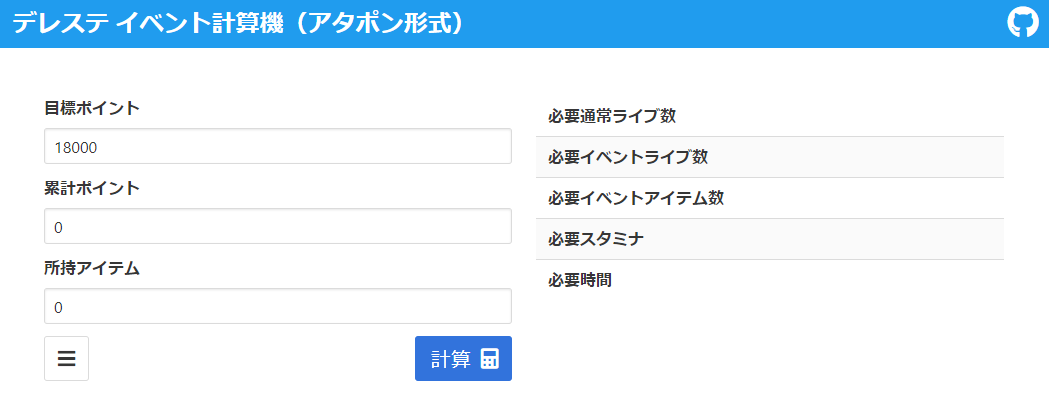 デレステ イベント計算機（アタポン形式）
目標ポイント
18000
累計ポイント
0
所持アイテム
0
計算
必要通常ライブ数
必要イベントライブ数
必要イベントアイテム数
必要スタミナ
必要時間